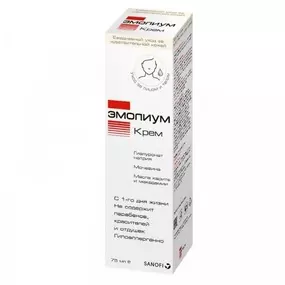 Ежедневный уход за
чувствительной кожей
ЭМОЛИУМ
Крем
Гиалуронат
натрия
Мочевина
Масла карите
и макадамии
С 1-го дня жизни
Не содержит
парабенов,
красителей
и отдушек
Гипоаллергенно
75 мл ℮
SANOFI